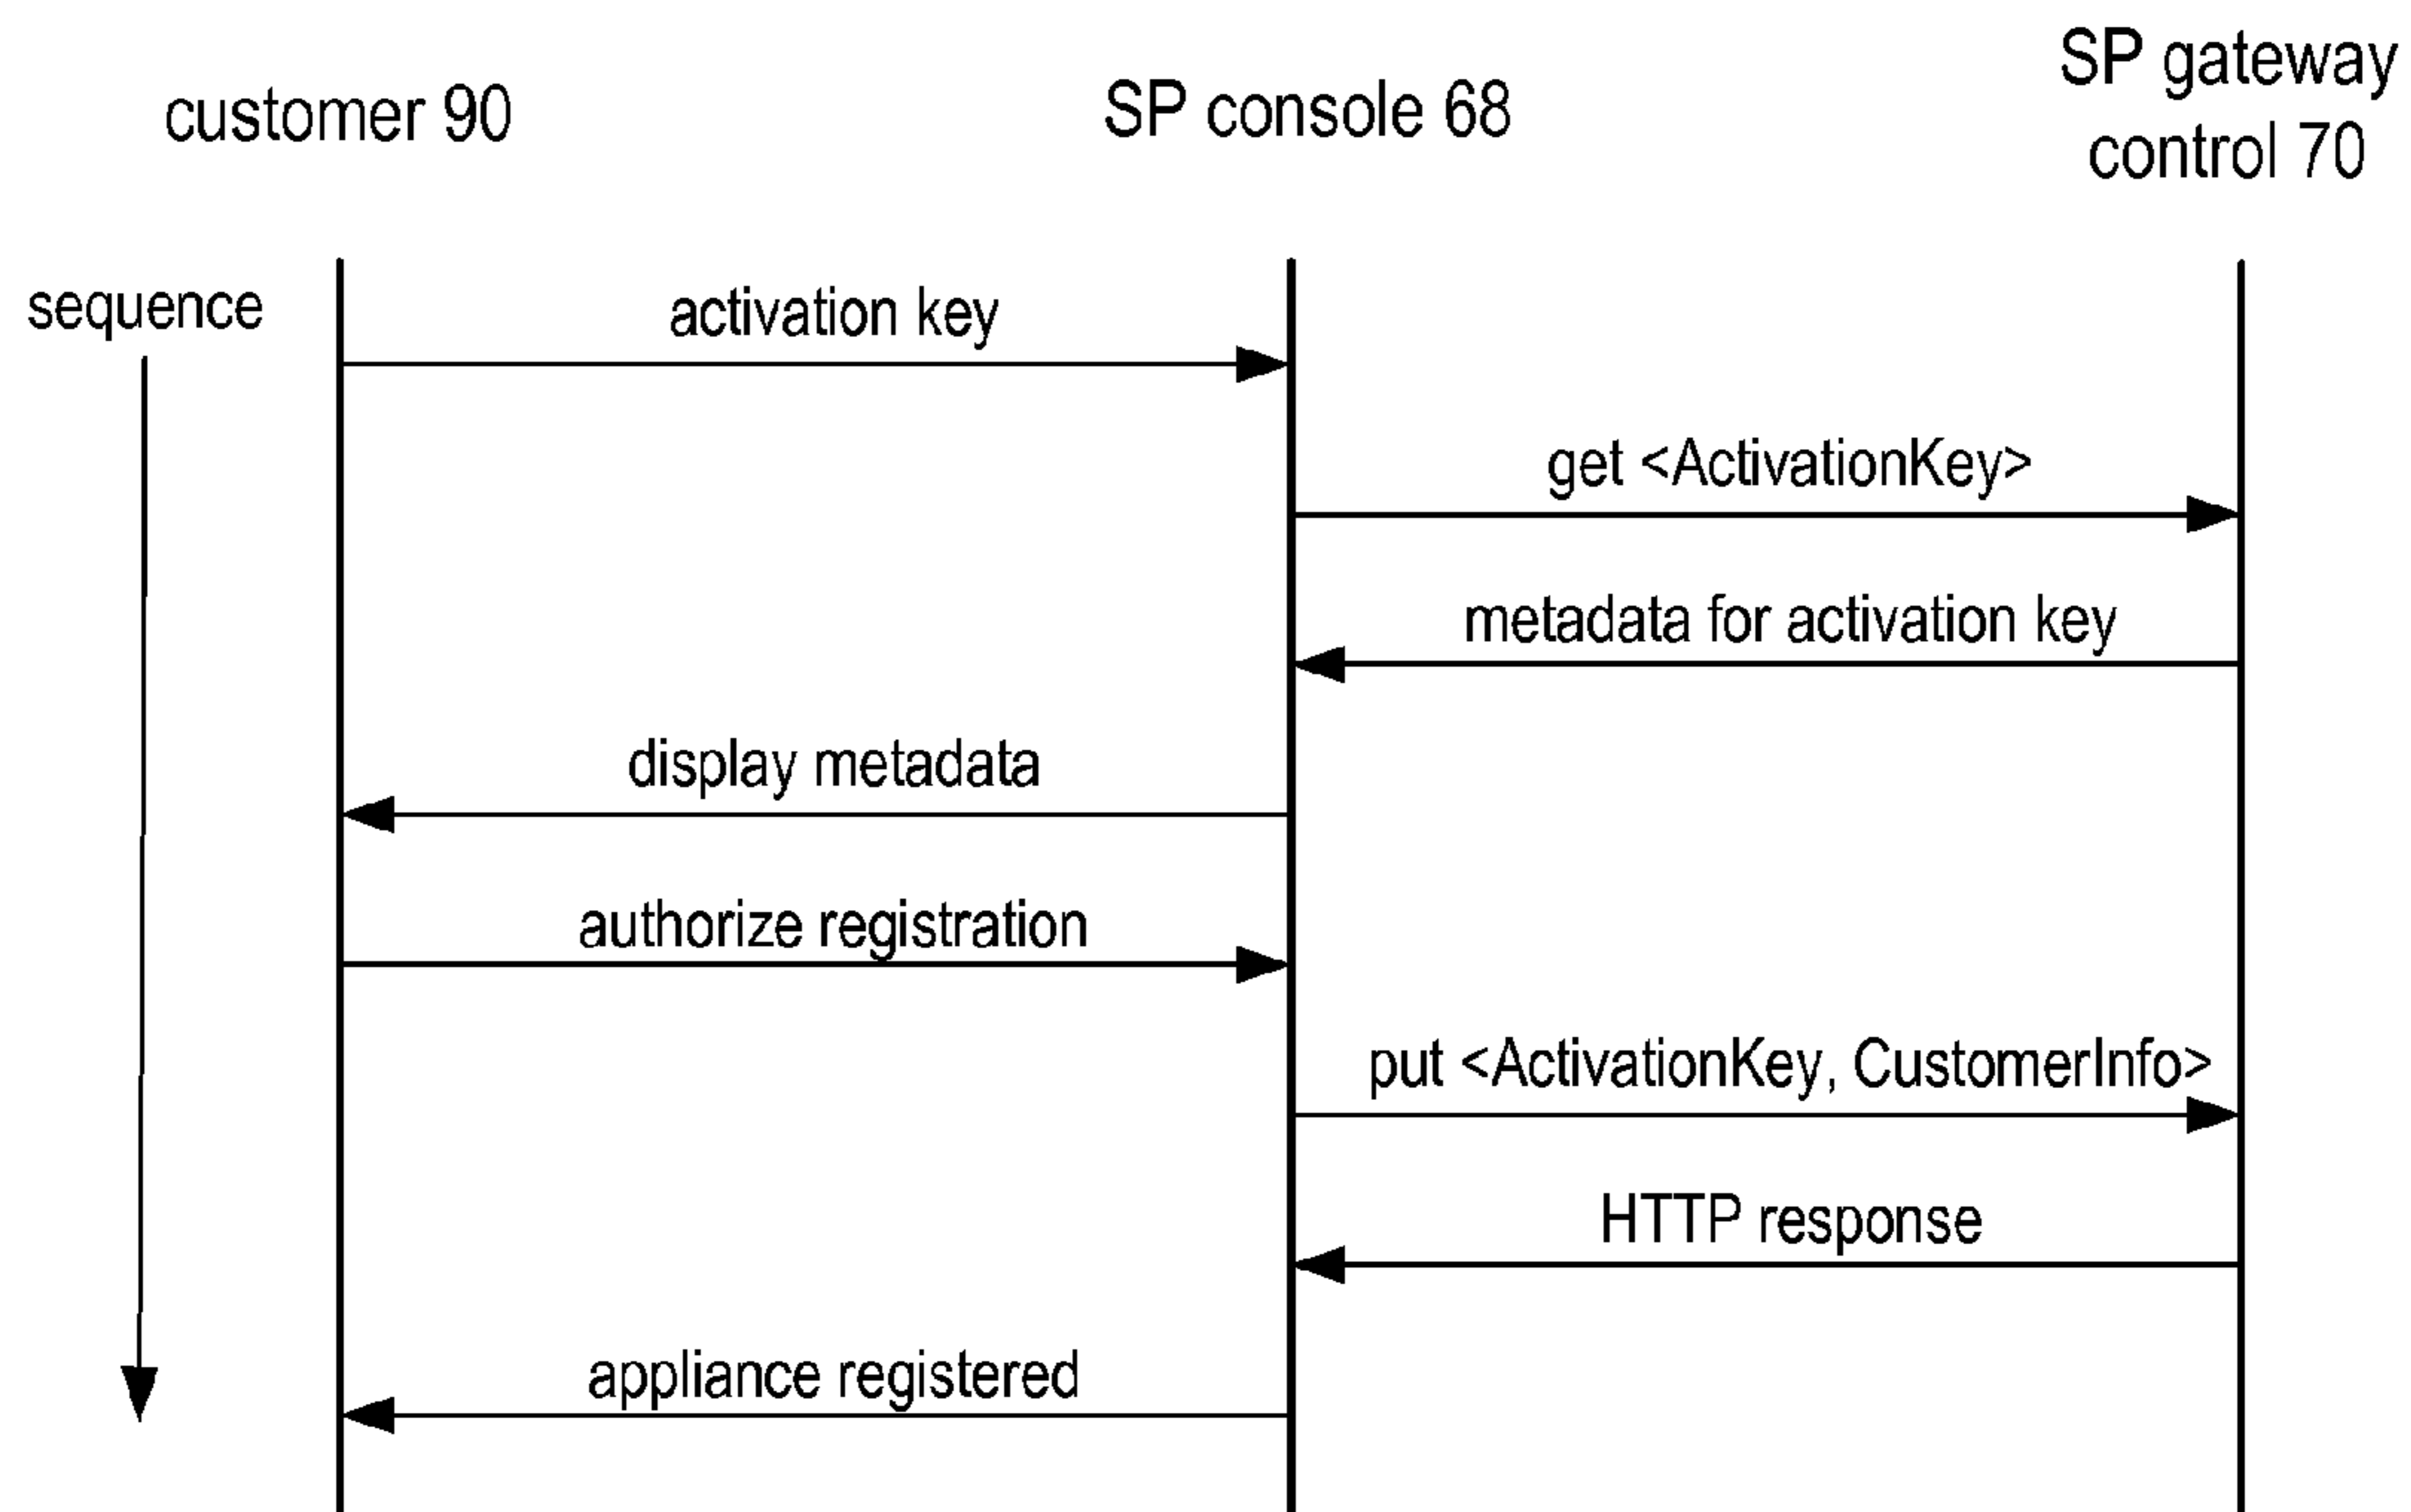 customer 90
SP console 68
SP gateway
control 70
sequence
activation key
get <ActivationKey>
metadata for activation key
display metadata
authorize registration
put <ActivationKey, CustomerInfo>
HTTP response
appliance registered